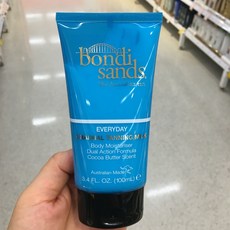 Bondi
sands
EVERYDAY
Body Moisturiser
Dual Action Formula
Cocoa Butter Scent
Australian Made
3.4 FL. OZ. (100mL) e